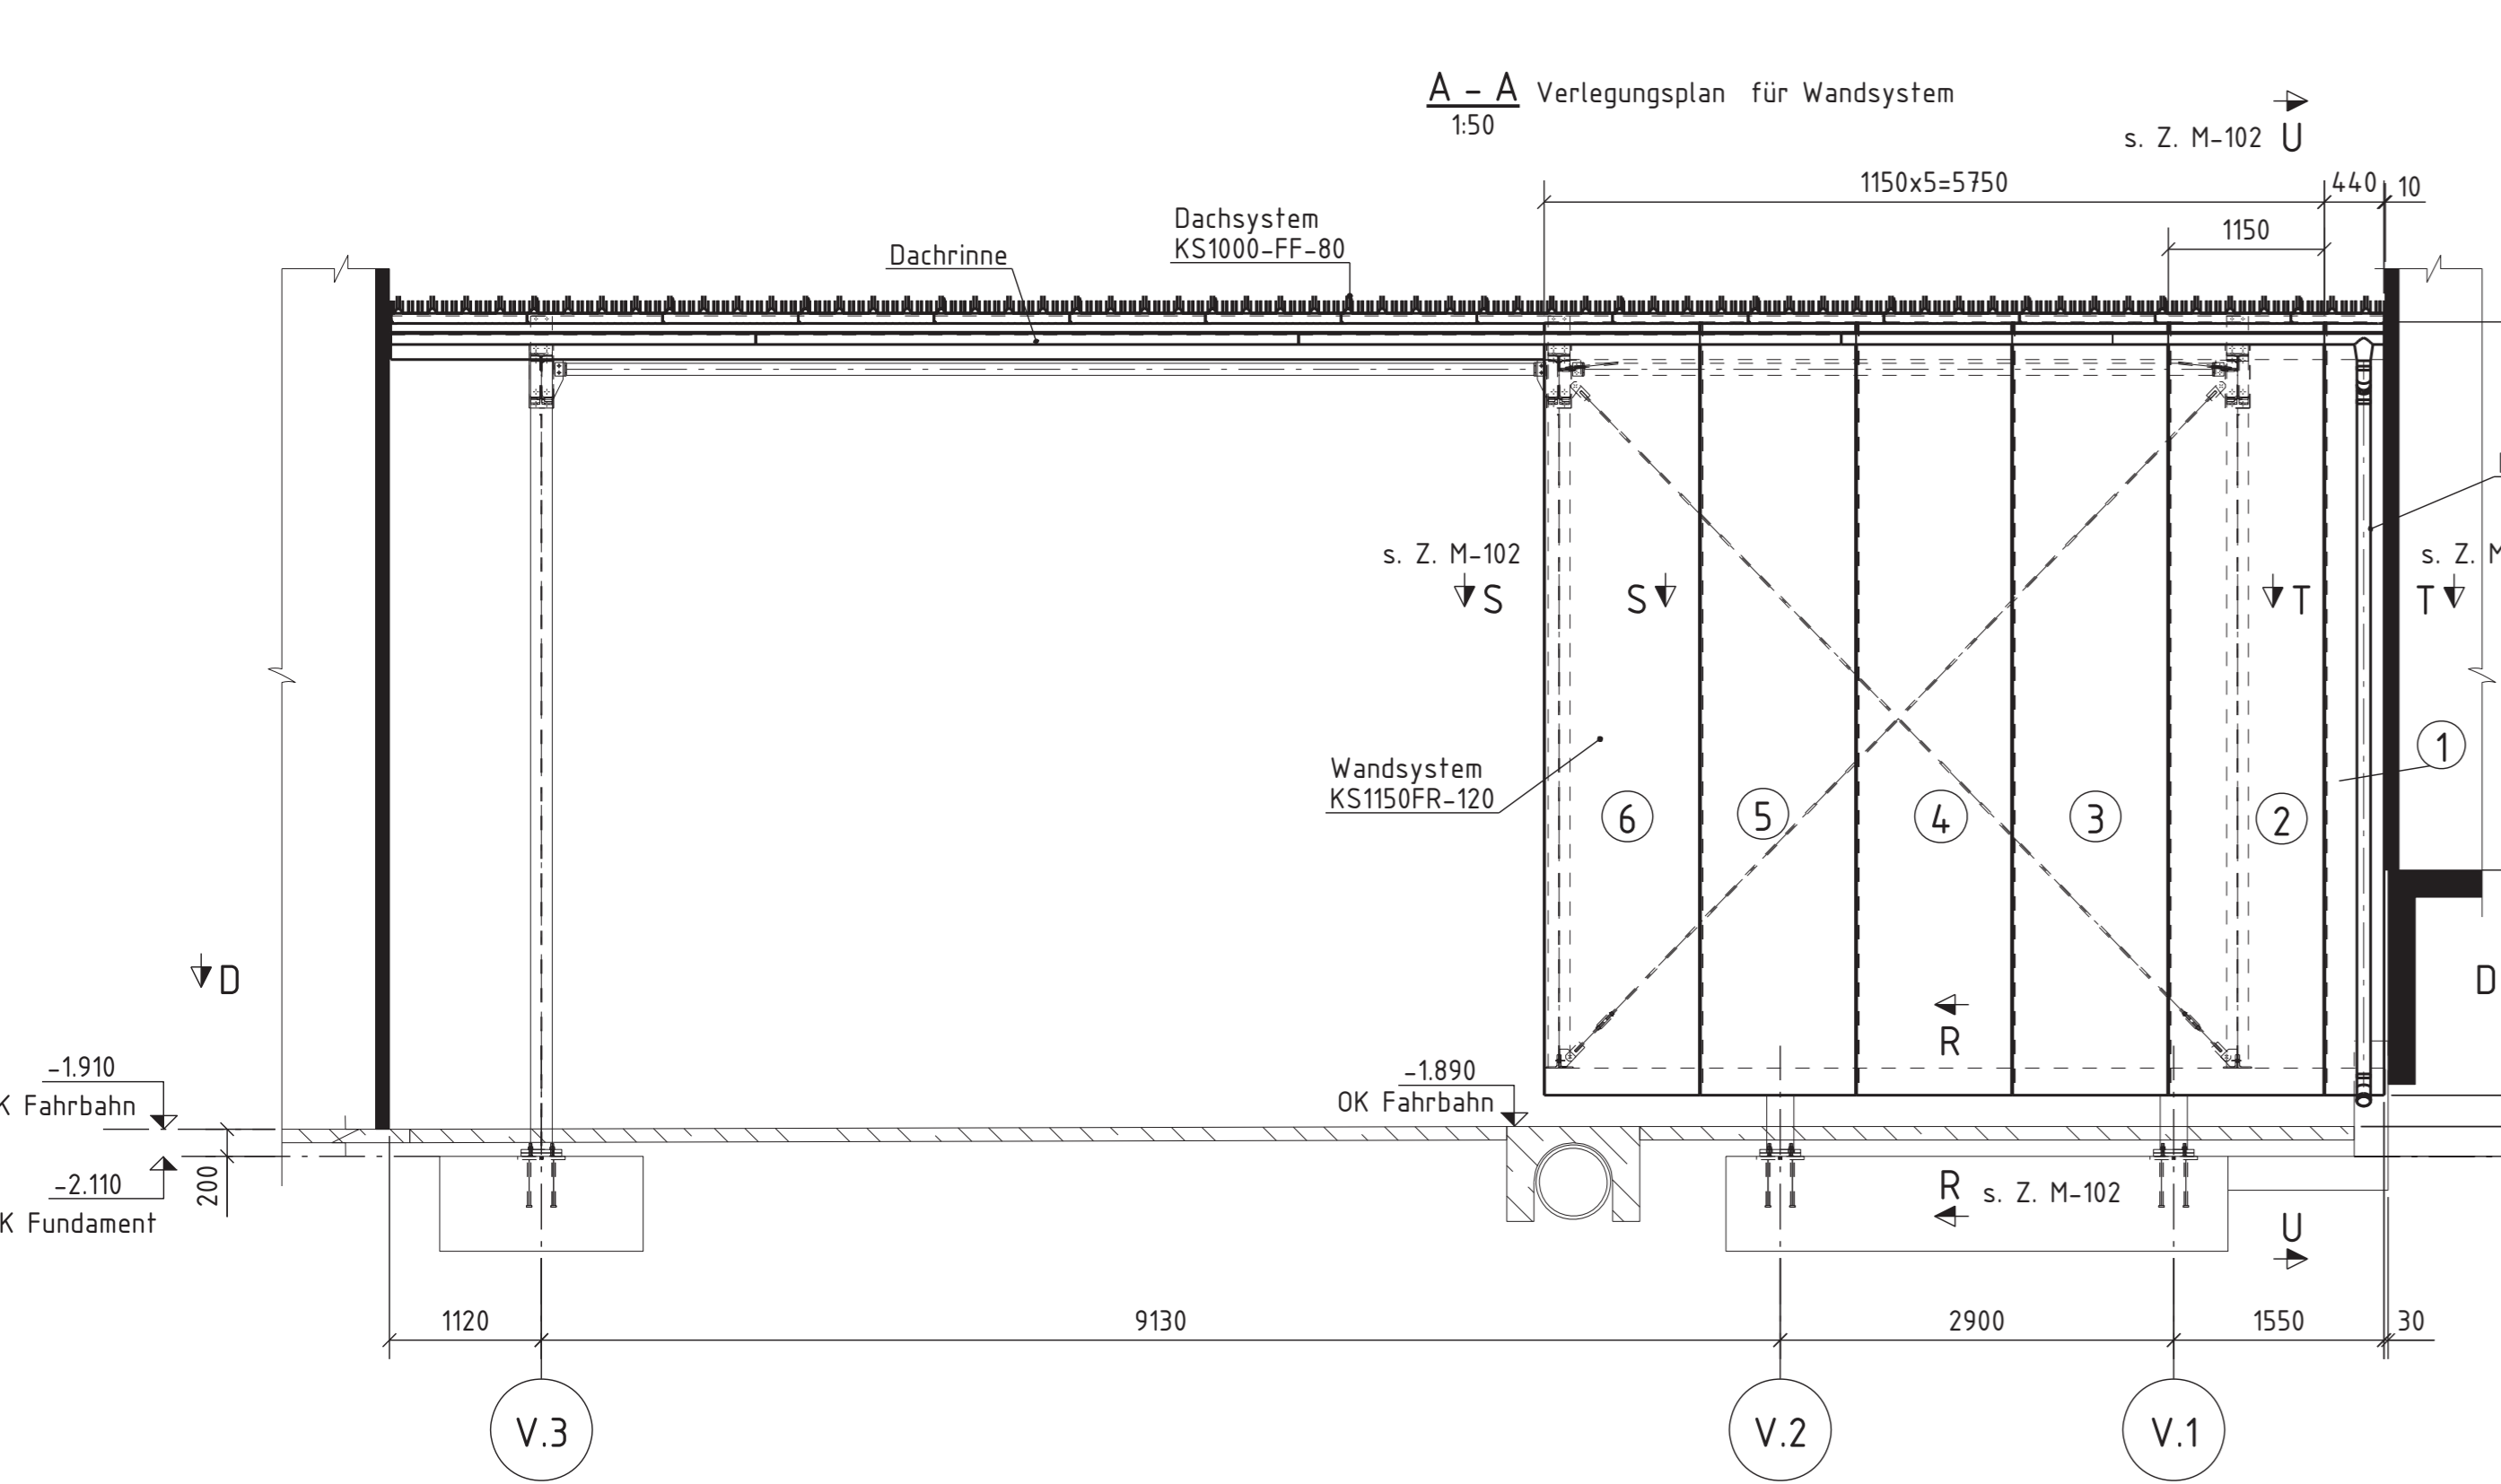 A - A Verlegungsplan für Wandsystem
1:50
s. Z. M-102 U
1150x5=5750
440
10
1150
Dachsystem
KS1000-FF-80
Dachrinne
s. Z. M-102
S
S
T
T
s. Z. M
1
Wandsystem
KS1150FR-120
6
5
4
3
2
D
D
R
-1.910
K Fahrbahn
-1.890
OK Fahrbahn
-2.110
K Fundament
200
R s. Z. M-102
U
1120
9130
2900
1550
30
V.3
V.2
V.1